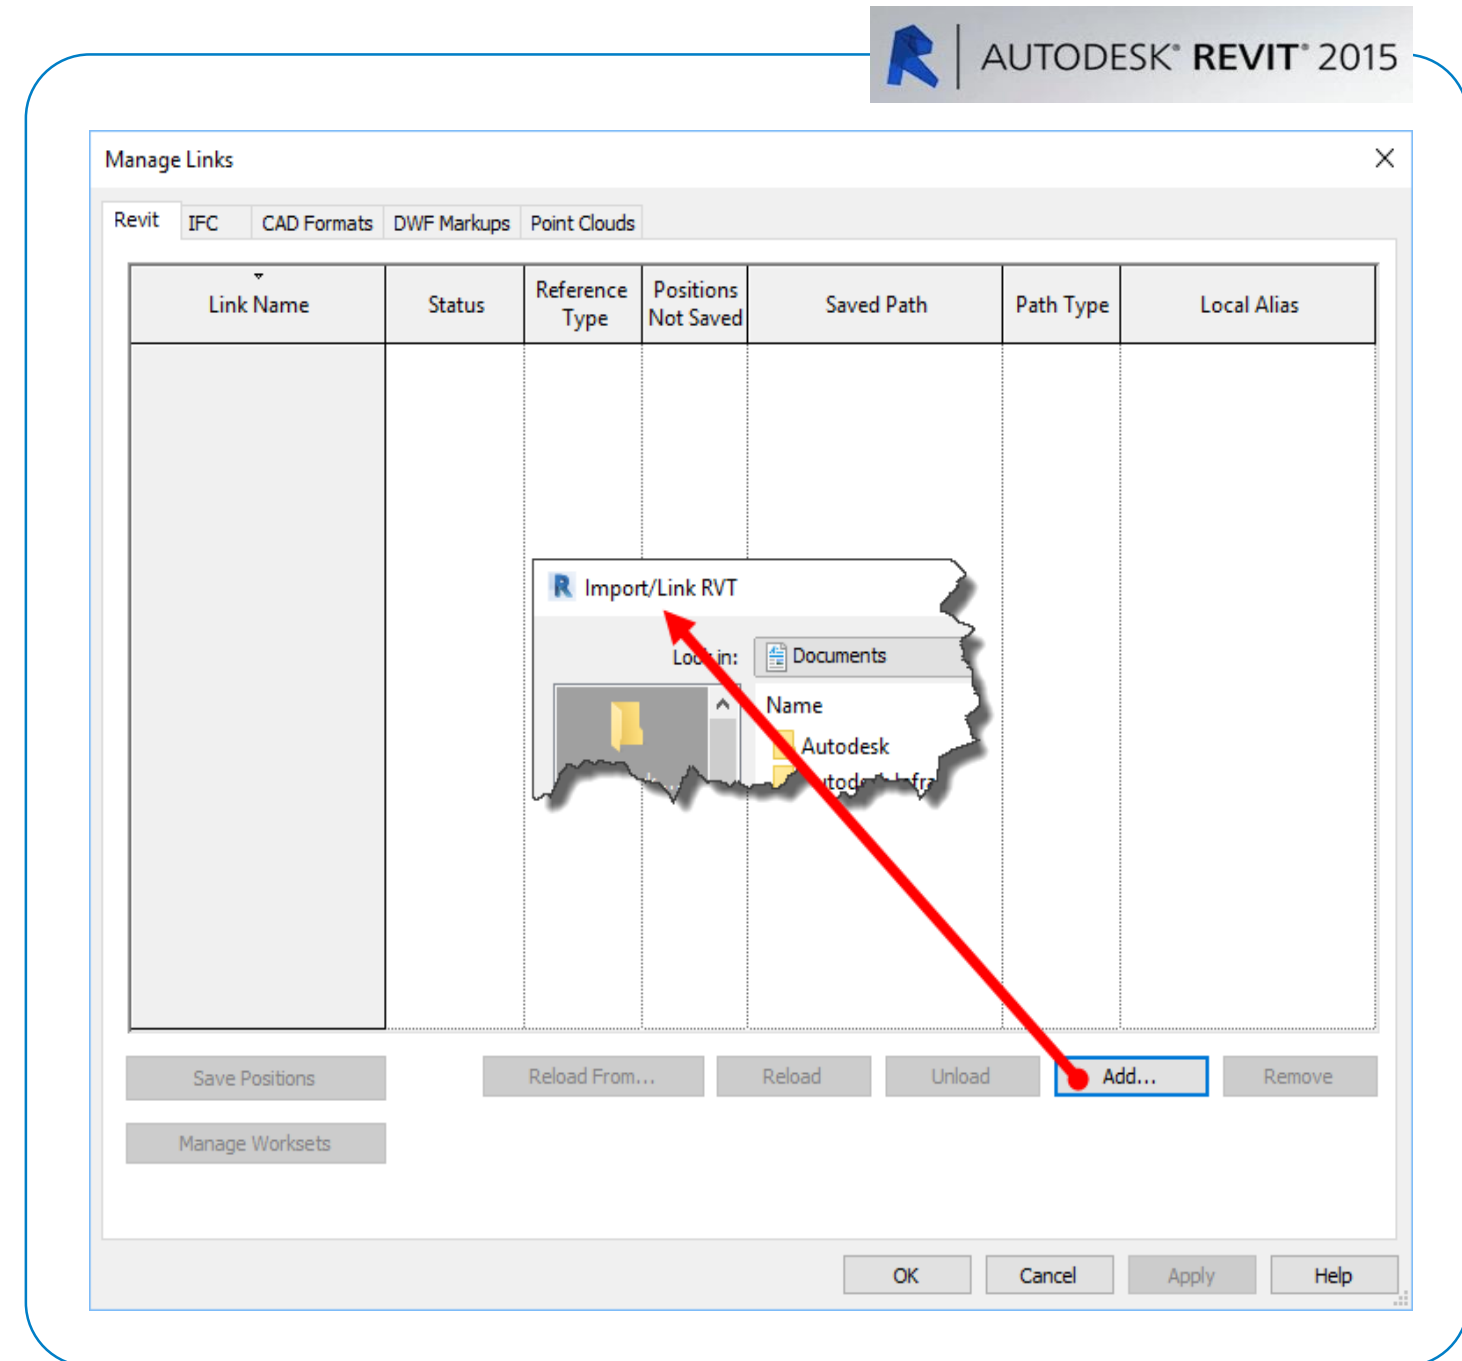 AUTODESK® REVIT® 2015
Manage Links
Revit IFC CAD Formats DWF Markups Point Clouds
Link Name Status Reference Type Positions Not Saved Saved Path Path Type Local Alias
Import/Link RVT
Look in: Documents
Name
Autodesk
Save Positions Reload From... Reload Unload Add... Remove
Manage Worksets
OK Cancel Apply Help